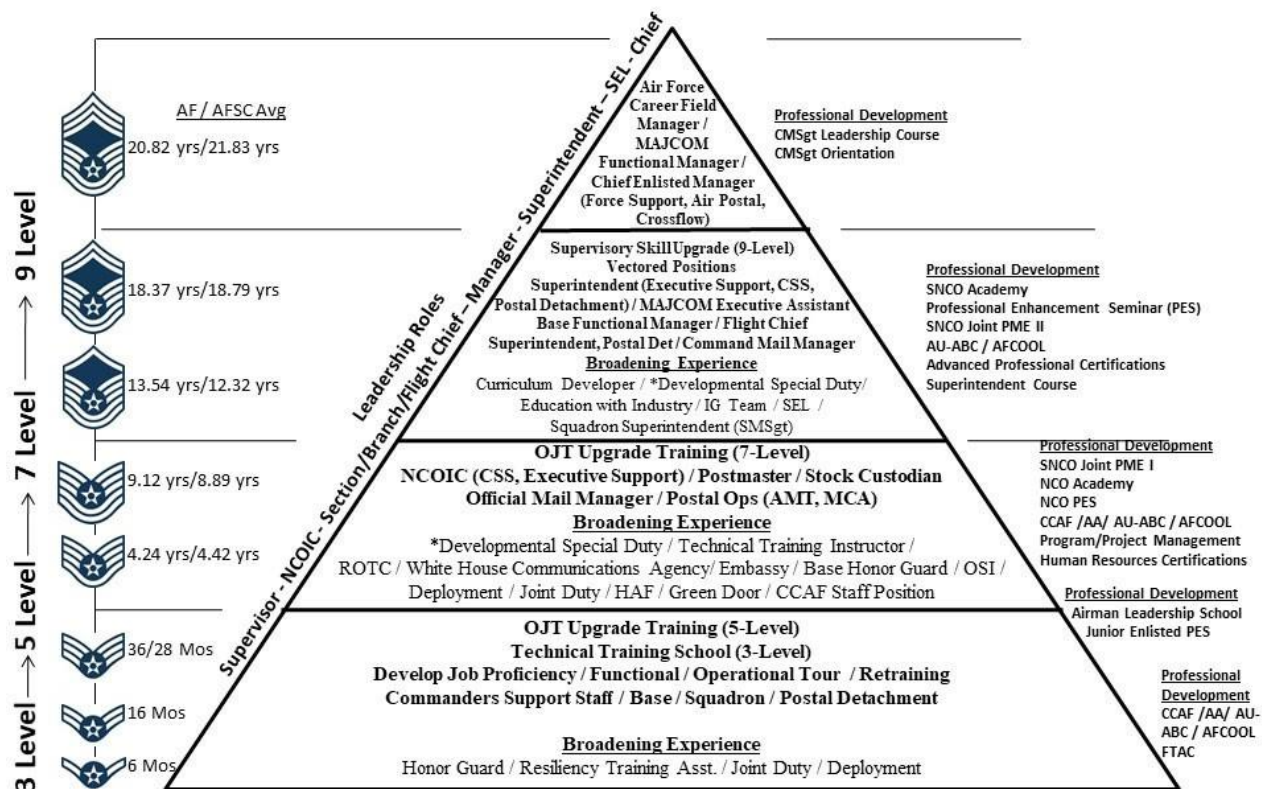 AF / AFSC Avg
20.82 yrs/21.83 yrs
18.37 yrs/18.79 yrs
13.54 yrs/12.32 yrs
9.12 yrs/8.89 yrs
4.24 yrs/4.42 yrs
36/28 Mos
16 Mos
6 Mos
3 Level → 5 Level → 7 Level → 9 Level
Leadership Roles
Supervisor - NCOIC - Section/Branch/Flight Chief – Manager - Superintendent – SEL - Chief
Air Force
Career Field
Manager /
MAJCOM
Functional Manager /
Chief Enlisted Manager
(Force Support, Air Postal,
Crossflow)
Supervisory Skill Upgrade (9-Level)
Vectored Positions
Superintendent (Executive Support, CSS,
Postal Detachment) / MAJCOM Executive Assistant
Base Functional Manager / Flight Chief
Superintendent, Postal Det / Command Mail Manager
Broadening Experience
Curriculum Developer / *Developmental Special Duty/
Education with Industry / IG Team / SEL /
Squadron Superintendent (SMSgt)
OJT Upgrade Training (7-Level)
NCOIC (CSS, Executive Support) / Postmaster / Stock Custodian
Official Mail Manager / Postal Ops (AMT, MCA)
Broadening Experience
*Developmental Special Duty / Technical Training Instructor /
ROTC / White House Communications Agency/ Embassy / Base Honor Guard / OSI /
Deployment / Joint Duty / HAF / Green Door / CCAF Staff Position
OJT Upgrade Training (5-Level)
Technical Training School (3-Level)
Develop Job Proficiency / Functional / Operational Tour / Retraining
Commanders Support Staff / Base / Squadron / Postal Detachment
Broadening Experience
Honor Guard / Resiliency Training Asst. / Joint Duty / Deployment
Professional Development
CMSgt Leadership Course
CMSgt Orientation
Professional Development
SNCO Academy
Professional Enhancement Seminar (PES)
SNCO Joint PME II
AU-ABC / AFCOOL
Advanced Professional Certifications
Superintendent Course
Professional Development
SNCO Joint PME I
NCO Academy
NCO PES
CCAF /AA/ AU-ABC / AFCOOL
Program/Project Management
Human Resources Certifications
Professional Development
Airman Leadership School
Junior Enlisted PES
Professional
Development
CCAF /AA/ AU-
ABC / AFCOOL
FTAC